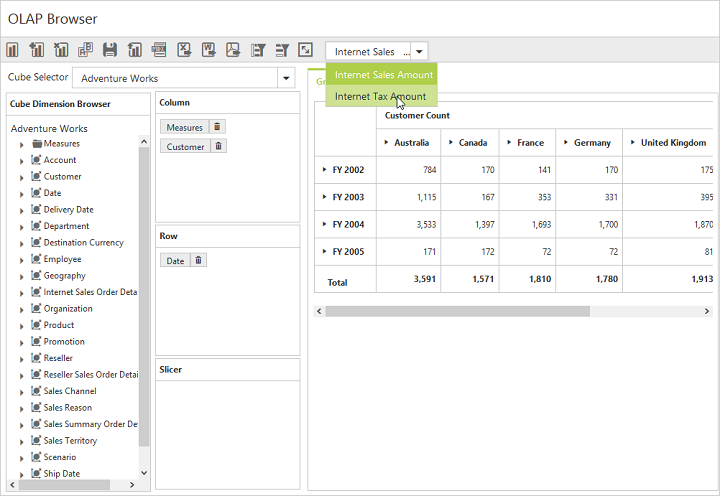 OLAP Browser
Internet Sales ...
Cube Selector
Adventure Works
Internet Sales Amount
Internet Tax Amount
Cube Dimension Browser
Adventure Works
Measures
Account
Customer
Date
Delivery Date
Department
Destination Currency
Employee
Geography
Internet Sales Order Deta
Organization
Product
Promotion
Reseller
Reseller Sales Order Detai
Sales Channel
Sales Reason
Sales Summary Order De
Sales Territory
Scenario
Ship Date
Column
Measures
Customer
Row
Date
Slicer
Customer Count
Australia Canada France Germany United Kingdom
FY 2002 784 170 141 170 175
FY 2003 1,115 167 353 331 395
FY 2004 3,533 1,397 1,693 1,700 1,870
FY 2005 171 172 72 72 81
Total 3,591 1,571 1,810 1,780 1,913